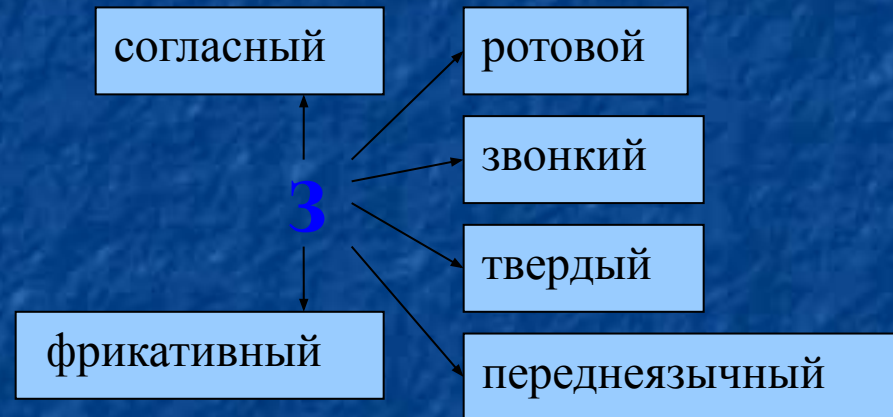 согласный
ротовой
звонкий
З
твердый
фрикативный
переднеязычный